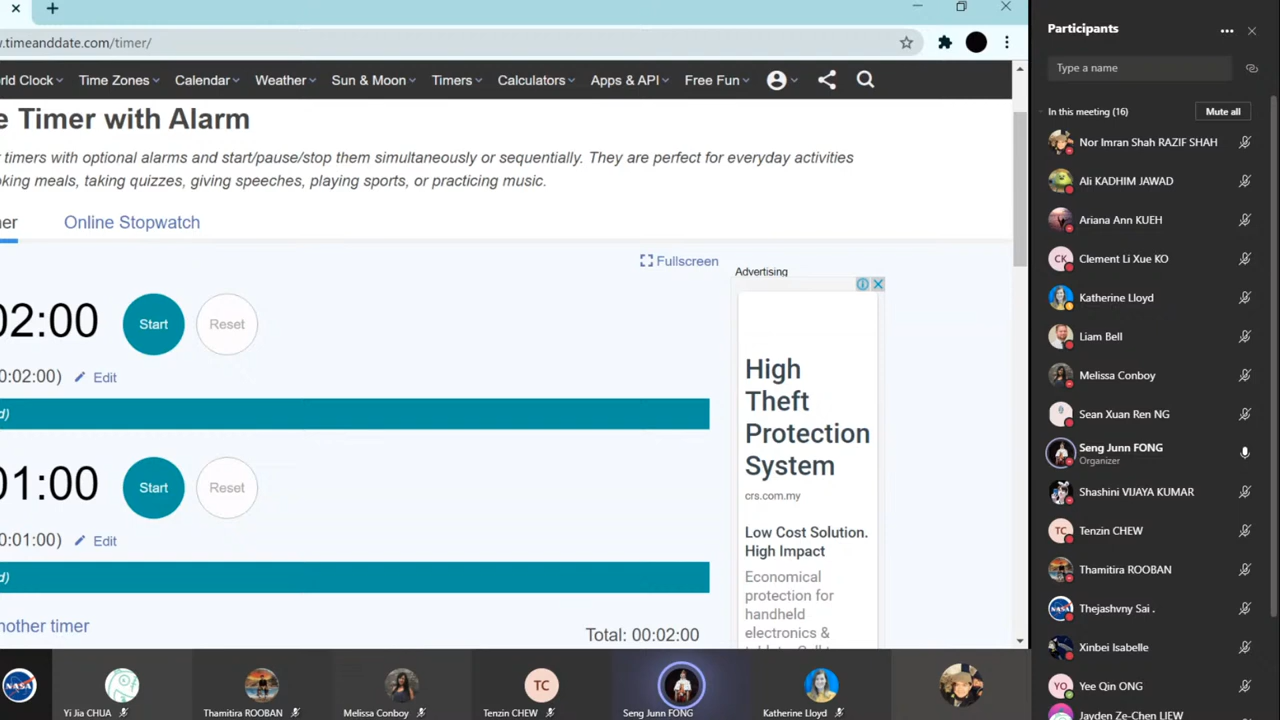 w.timeanddate.com/timer/
rld Clock Time Zones Calendar Weather Sun & Moon Timers Calculators Apps & API Free Fun
e Timer with Alarm
timers with optional alarms and start/pause/stop them simultaneously or sequentially. They are perfect for everyday activities
oking meals, taking quizzes, giving speeches, playing sports, or practicing music.
ner Online Stopwatch
Fullscreen
02:00 Start Reset
0:02:00) Edit
d)
01:00 Start Reset
0:01:00) Edit
d)
nother timer
Total: 00:02:00
Advertising
High
Theft
Protection
System
crs.com.my
Low Cost Solution.
High Impact
Economical
protection for
handheld
electronics &
Participants
Type a name
In this meeting (16) Mute all
Nor Imran Shah RAZIF SHAH
Ali KADHIM JAWAD
Ariana Ann KUEH
CK Clement Li Xue KO
Katherine Lloyd
Liam Bell
Melissa Conboy
Sean Xuan Ren NG
Seng Junn FONG
Organizer
Shashini VIJAYA KUMAR
TC Tenzin CHEW
Thamitira ROOBAN
NASA Thejashvny Sai .
Xinbei Isabelle
YO Yee Qin ONG
Jayden Ze-Chen LIEW
NASA
Yi Jia CHUA
Thamitira ROOBAN
Melissa Conboy
TC
Tenzin CHEW
Seng Junn FONG
Katherine Lloyd